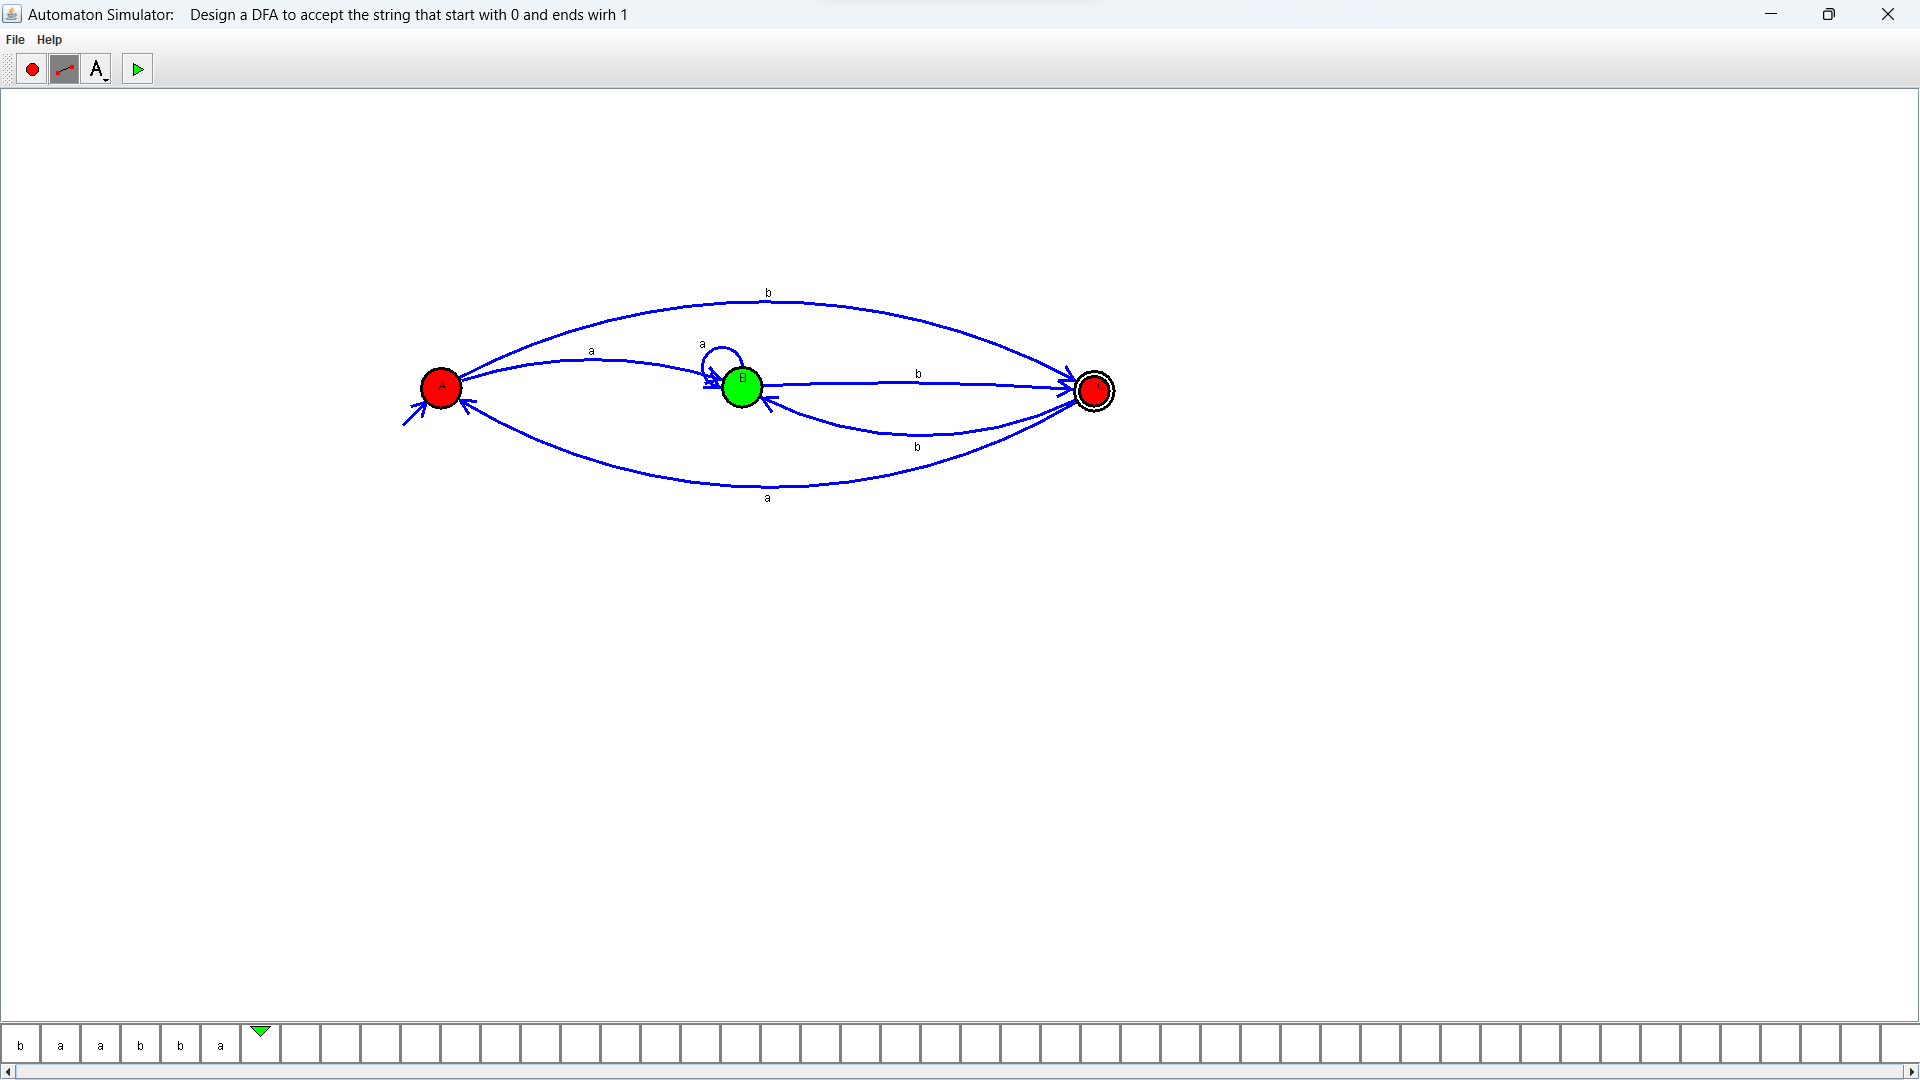 Automaton Simulator: Design a DFA to accept the string that start with 0 and ends wirh 1
File Help
A
b
a
a
b
A
B
C
b
a
b a a b b a